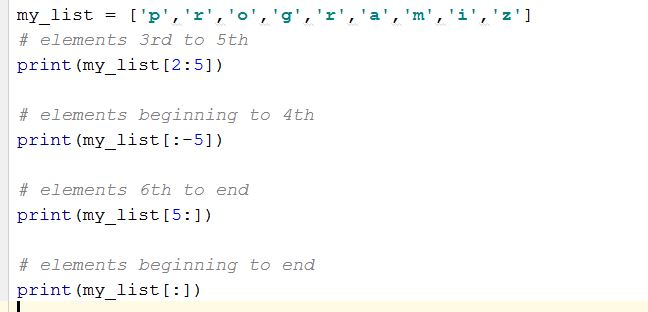 my_list = ['p','r','o','g','r','a','m','i','z']
# elements 3rd to 5th
print(my_list[2:5])
# elements beginning to 4th
print(my_list[:-5])
# elements 6th to end
print(my_list[5:])
# elements beginning to end
print(my_list[:])